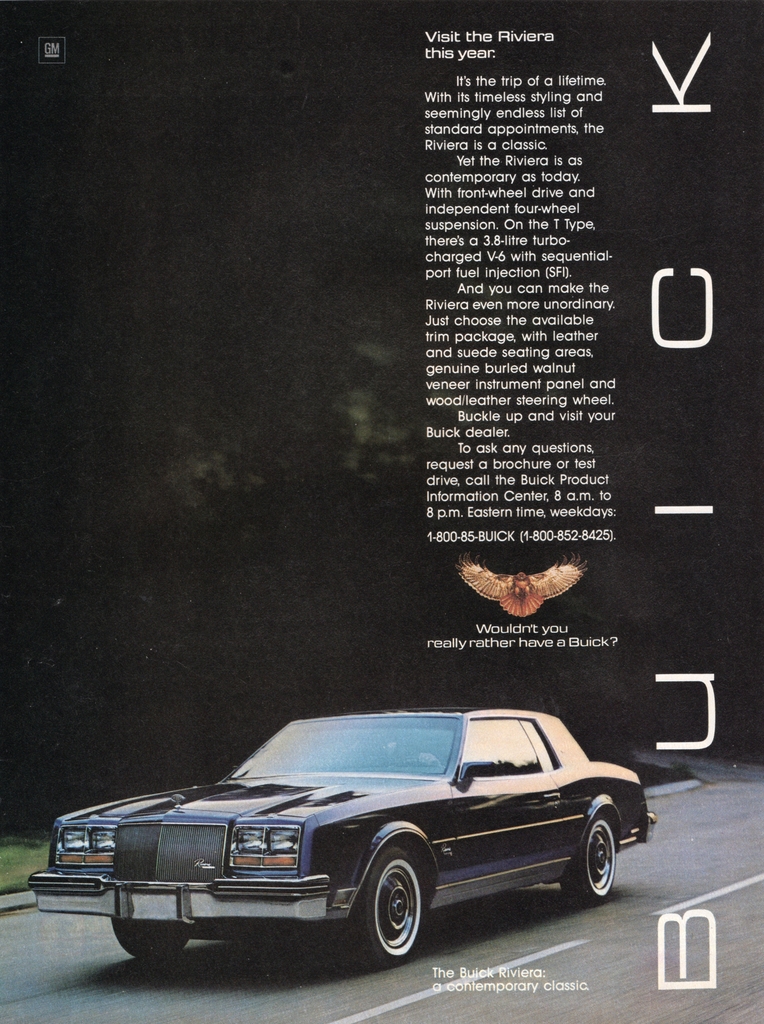 GM
Visit the Riviera
this year.
It's the trip of a lifetime.
With its timeless styling and
seemingly endless list of
standard appointments, the
Riviera is a classic.
Yet the Riviera is as
contemporary as today.
With front-wheel drive and
independent four-wheel
suspension. On the T Type,
there's a 3.8-litre turbo-
charged V-6 with sequential-
port fuel injection (SFI).
And you can make the
Riviera even more unordinary.
Just choose the available
trim package, with leather
and suede seating areas,
genuine burled walnut
veneer instrument panel and
wood/leather steering wheel.
Buckle up and visit your
Buick dealer.
To ask any questions,
request a brochure or test
drive, call the Buick Product
Information Center, 8 a.m. to
8 p.m. Eastern time, weekdays:
1-800-85-BUICK (1-800-852-8425).
Wouldn't you
really rather have a Buick?
BUICK
Riviera
The Buick Riviera:
a contemporary classic.